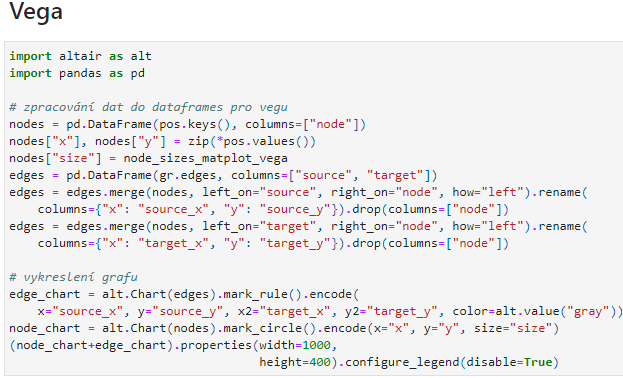 Vega
import altair as alt
import pandas as pd
# zpracování dat do dataframes pro vegu
nodes = pd.DataFrame(pos.keys(), columns=["node"])
nodes["x"], nodes["y"] = zip(*pos.values())
nodes["size"] = node_sizes_matplot_vega
edges = pd.DataFrame(gr.edges, columns=["source", "target"])
edges = edges.merge(nodes, left_on="source", right_on="node", how="left").rename(
    columns={"x": "source_x", "y": "source_y"}).drop(columns=["node"])
edges = edges.merge(nodes, left_on="target", right_on="node", how="left").rename(
    columns={"x": "target_x", "y": "target_y"}).drop(columns=["node"])
# vykreslení grafu
edge_chart = alt.Chart(edges).mark_rule().encode(
    x="source_x", y="source_y", x2="target_x", y2="target_y", color=alt.value("gray"))
node_chart = alt.Chart(nodes).mark_circle().encode(x="x", y="y", size="size")
(node_chart+edge_chart).properties(width=1000,
                                   height=400).configure_legend(disable=True)